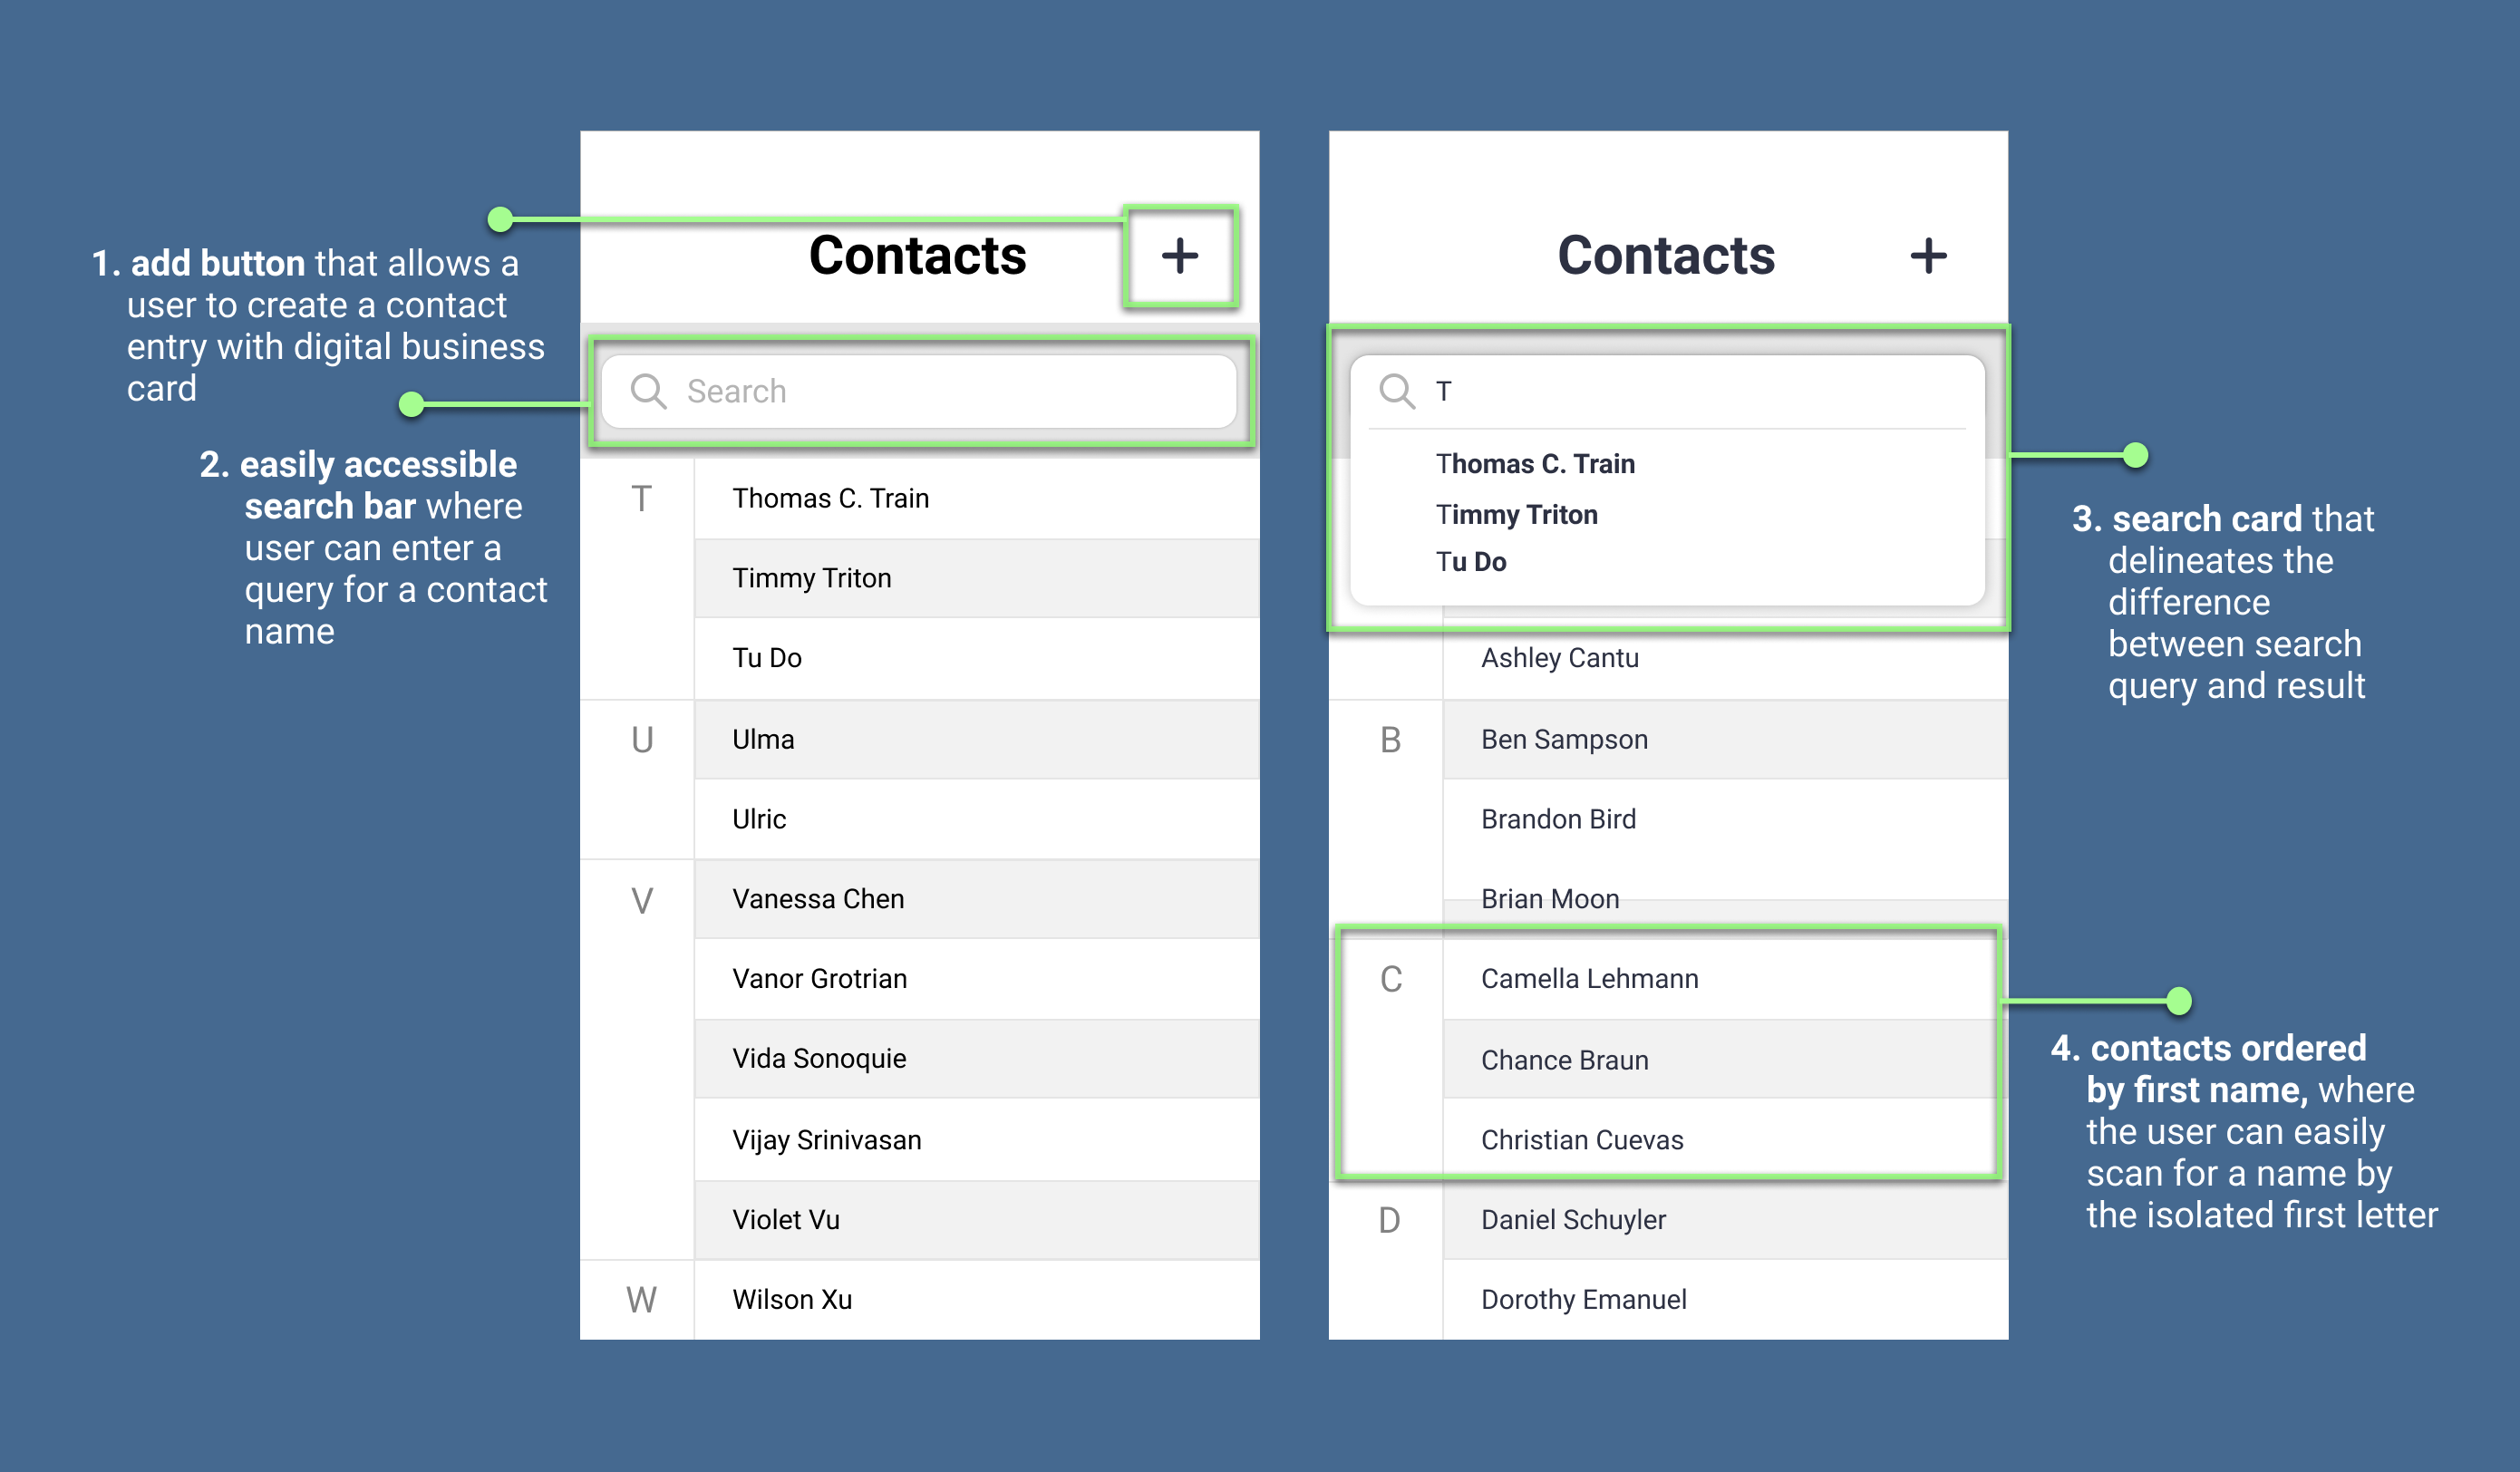 1. add button that allows a
user to create a contact
entry with digital business
card
2. easily accessible
search bar where
user can enter a
query for a contact
name
Contacts
+
Search
T
Thomas C. Train
Timmy Triton
Tu Do
U
Ulma
Ulric
V
Vanessa Chen
Vanor Grotrian
Vida Sonoquie
Vijay Srinivasan
Violet Vu
W
Wilson Xu
Contacts
+
T
Thomas C. Train
Timmy Triton
Tu Do
Ashley Cantu
B
Ben Sampson
Brandon Bird
Brian Moon
C
Camella Lehmann
Chance Braun
Christian Cuevas
D
Daniel Schuyler
Dorothy Emanuel
3. search card that
delineates the
difference
between search
query and result
4. contacts ordered
by first name, where
the user can easily
scan for a name by
the isolated first letter